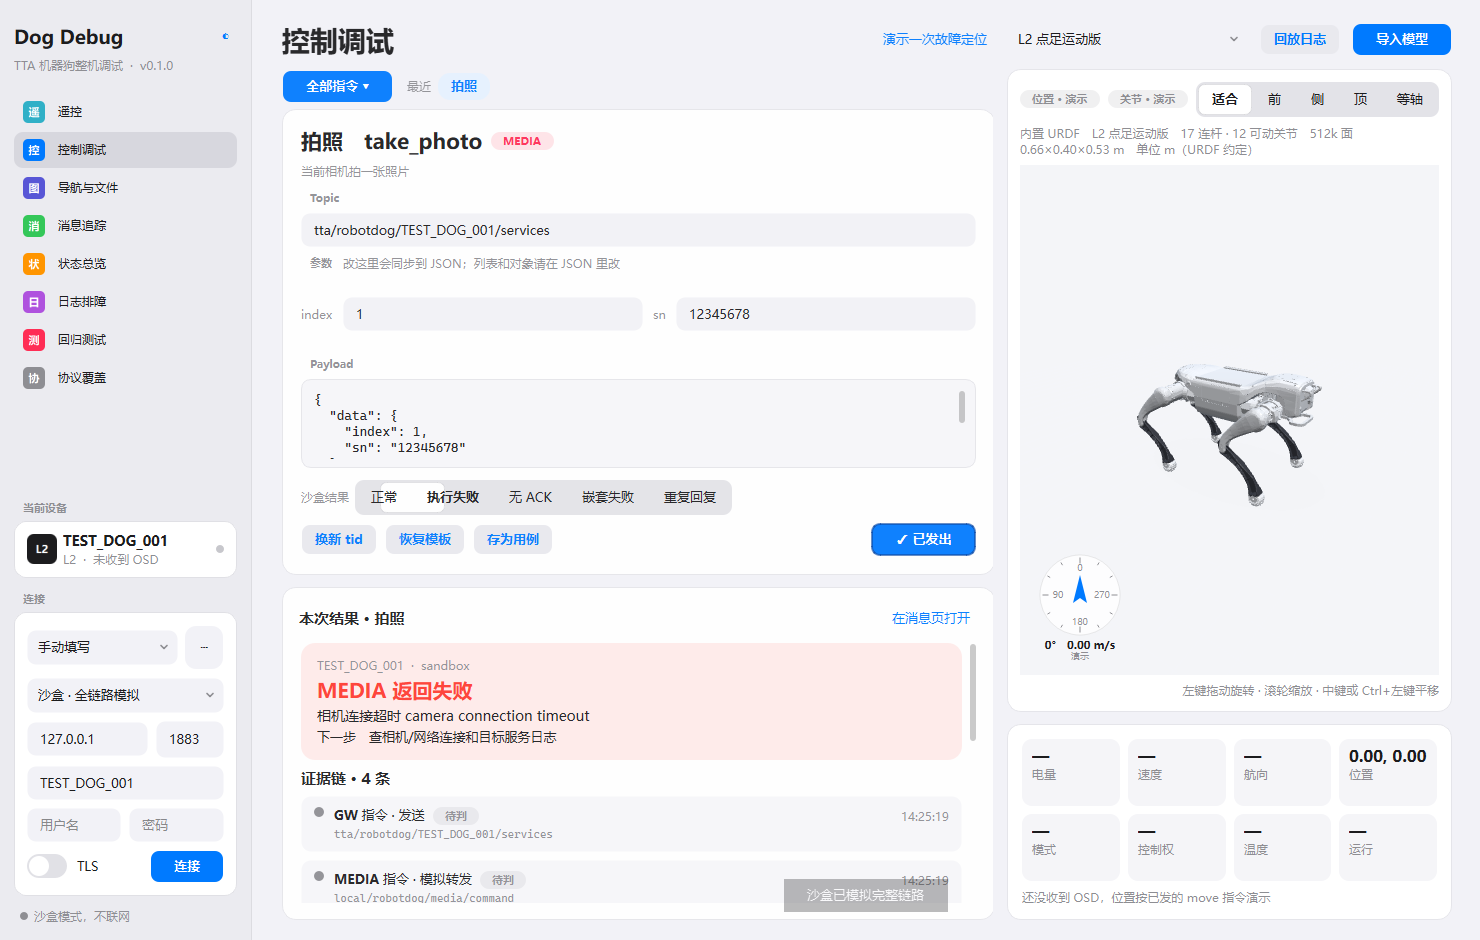 Dog Debug
TTA 机器狗整机调试 · v0.1.0
遥 遥控
控 控制调试
图 导航与文件
消 消息追踪
状 状态总览
日 日志排障
测 回归测试
协 协议覆盖
当前设备
L2 TEST_DOG_001
L2 · 未收到 OSD
连接
手动填写 ···
沙盒 · 全链路模拟
127.0.0.1 1883
TEST_DOG_001
用户名 密码
TLS 连接
沙盒模式，不联网
控制调试
演示一次故障定位 L2 点足运动版 回放日志 导入模型
全部指令 ▾ 最近 拍照
拍照 take_photo MEDIA
当前相机拍一张照片
Topic
tta/robotdog/TEST_DOG_001/services
参数 改这里会同步到 JSON；列表和对象请在 JSON 里改
index 1 sn 12345678
Payload
{
"data": {
"index": 1,
"sn": "12345678"
沙盒结果 正常 执行失败 无 ACK 嵌套失败 重复回复
换新 tid 恢复模板 存为用例 ✓ 已发出
本次结果 • 拍照 在消息页打开
TEST_DOG_001 · sandbox
MEDIA 返回失败
相机连接超时 camera connection timeout
下一步 查相机/网络连接和目标服务日志
证据链 • 4 条
GW 指令 · 发送 待判 14:25:19
tta/robotdog/TEST_DOG_001/services
MEDIA 指令 · 模拟转发 待判 14:25:19
local/robotdog/media/command
沙盒已模拟完整链路
位置 • 演示 关节 • 演示 适合 前 侧 顶 等轴
内置 URDF L2 点足运动版 17 连杆 · 12 可动关节 512k 面
0.66×0.40×0.53 m 单位 m（URDF 约定）
0
90 270
180
0° 0.00 m/s
演示
左键拖动旋转 · 滚轮缩放 · 中键或 Ctrl+左键平移
— — — 0.00, 0.00
电量 速度 航向 位置
— — — —
模式 控制权 温度 运行
还没收到 OSD，位置按已发的 move 指令演示